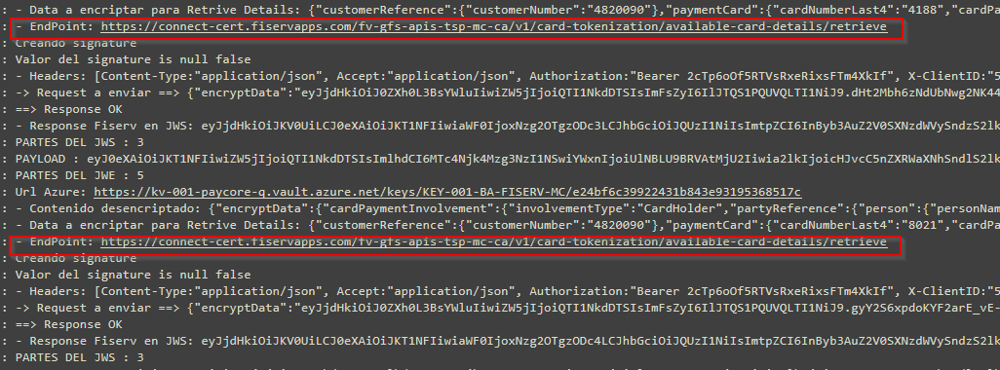 : - Data a encriptar para Retrive Details: {"customerReference":{"customerNumber":"4820090"},"paymentCard":{"cardNumberLast4":"4188","cardPa
: EndPoint: https://connect-cert.fiservapps.com/fv-gfs-apis-tsp-mc-ca/v1/card-tokenization/available-card-details/retrieve
: Creando signature
: Valor del signature is null false
: - Headers: [Content-Type:"application/json", Accept:"application/json", Authorization:"Bearer 2cTp6oOf5RTVsRxeRixsFTm4XkIf", X-ClientID:"5
: -> Request a enviar ==> {"encryptData":"eyJjdHkiOiJ0ZXh0L3BsYWluIiwiZW5jIjoiQTI1NkdDTSIsImFsZyI6IlJTQS1PQUVQLTI1NiJ9.dHt2Mbh6zNdUbNwg2NK44
: ==> Response OK
: - Response Fiserv en JWS: eyJjdHkiOiJKV0UiLCJ0eXAiOiJKT1NFIiwiaWF0IjoxNzg2OTgzODc3LCJhbGciOiJQUzI1NiIsImtpZCI6InByb3AuZ2V0SXNzdWVySndzS2lk
: PARTES DEL JWS : 3
: PAYLOAD : eyJ0eXAiOiJKT1NFIiwiZW5jIjoiQTI1NkdDTSIsImlhdCI6MTc4Njk4Mzg3NzI1NSwiYWxnIjoiUlNBLU9BRVAtMjU2Iiwia2lkIjoicHJvcC5nZXRWaXNhSndlS2lk
: PARTES DEL JWE : 5
: Url Azure: https://kv-001-paycore-q.vault.azure.net/keys/KEY-001-BA-FISERV-MC/e24bf6c39922431b843e93195368517c
: - Contenido desencriptado: {"encryptData":{"cardPaymentInvolvement":{"involvementType":"CardHolder","partyReference":{"person":{"personNam
: - Data a encriptar para Retrive Details: {"customerReference":{"customerNumber":"4820090"},"paymentCard":{"cardNumberLast4":"8021","cardPa
: EndPoint: https://connect-cert.fiservapps.com/fv-gfs-apis-tsp-mc-ca/v1/card-tokenization/available-card-details/retrieve
: Creando signature
: Valor del signature is null false
: - Headers: [Content-Type:"application/json", Accept:"application/json", Authorization:"Bearer 2cTp6oOf5RTVsRxeRixsFTm4XkIf", X-ClientID:"5
: -> Request a enviar ==> {"encryptData":"eyJjdHkiOiJ0ZXh0L3BsYWluIiwiZW5jIjoiQTI1NkdDTSIsImFsZyI6IlJTQS1PQUVQLTI1NiJ9.gyY2S6xpdoKYF2arE_vE-
: ==> Response OK
: - Response Fiserv en JWS: eyJjdHkiOiJKV0UiLCJ0eXAiOiJKT1NFIiwiaWF0IjoxNzg2OTgzODc4LCJhbGciOiJQUzI1NiIsImtpZCI6InByb3AuZ2V0SXNzdWVySndzS2lk
: PARTES DEL JWS : 3